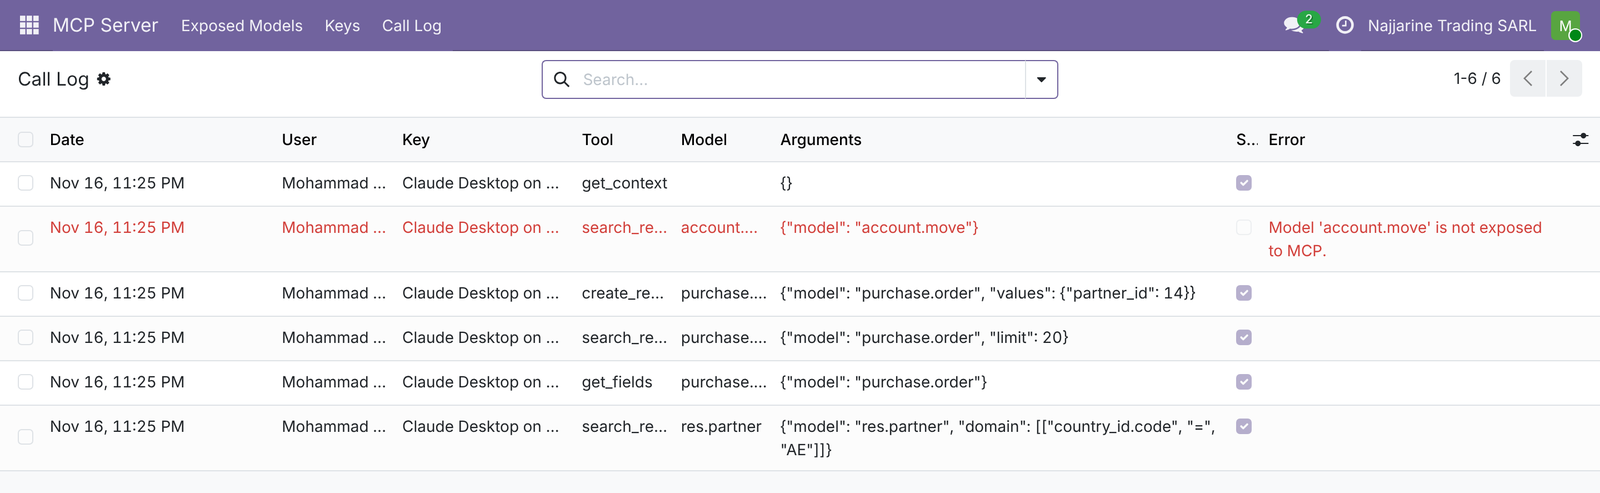 MCP Server Exposed Models Keys Call Log 2 Najjarine Trading SARL M
Call Log Search... 1-6 / 6
Date User Key Tool Model Arguments S... Error
Nov 16, 11:25 PM Mohammad ... Claude Desktop on ... get_context {}
Nov 16, 11:25 PM Mohammad ... Claude Desktop on ... search_re... account.... {"model": "account.move"} Model 'account.move' is not exposed
to MCP.
Nov 16, 11:25 PM Mohammad ... Claude Desktop on ... create_re... purchase.... {"model": "purchase.order", "values": {"partner_id": 14}}
Nov 16, 11:25 PM Mohammad ... Claude Desktop on ... search_re... purchase.... {"model": "purchase.order", "limit": 20}
Nov 16, 11:25 PM Mohammad ... Claude Desktop on ... get_fields purchase.... {"model": "purchase.order"}
Nov 16, 11:25 PM Mohammad ... Claude Desktop on ... search_re... res.partner {"model": "res.partner", "domain": [["country_id.code", "=",
"AE"]]}